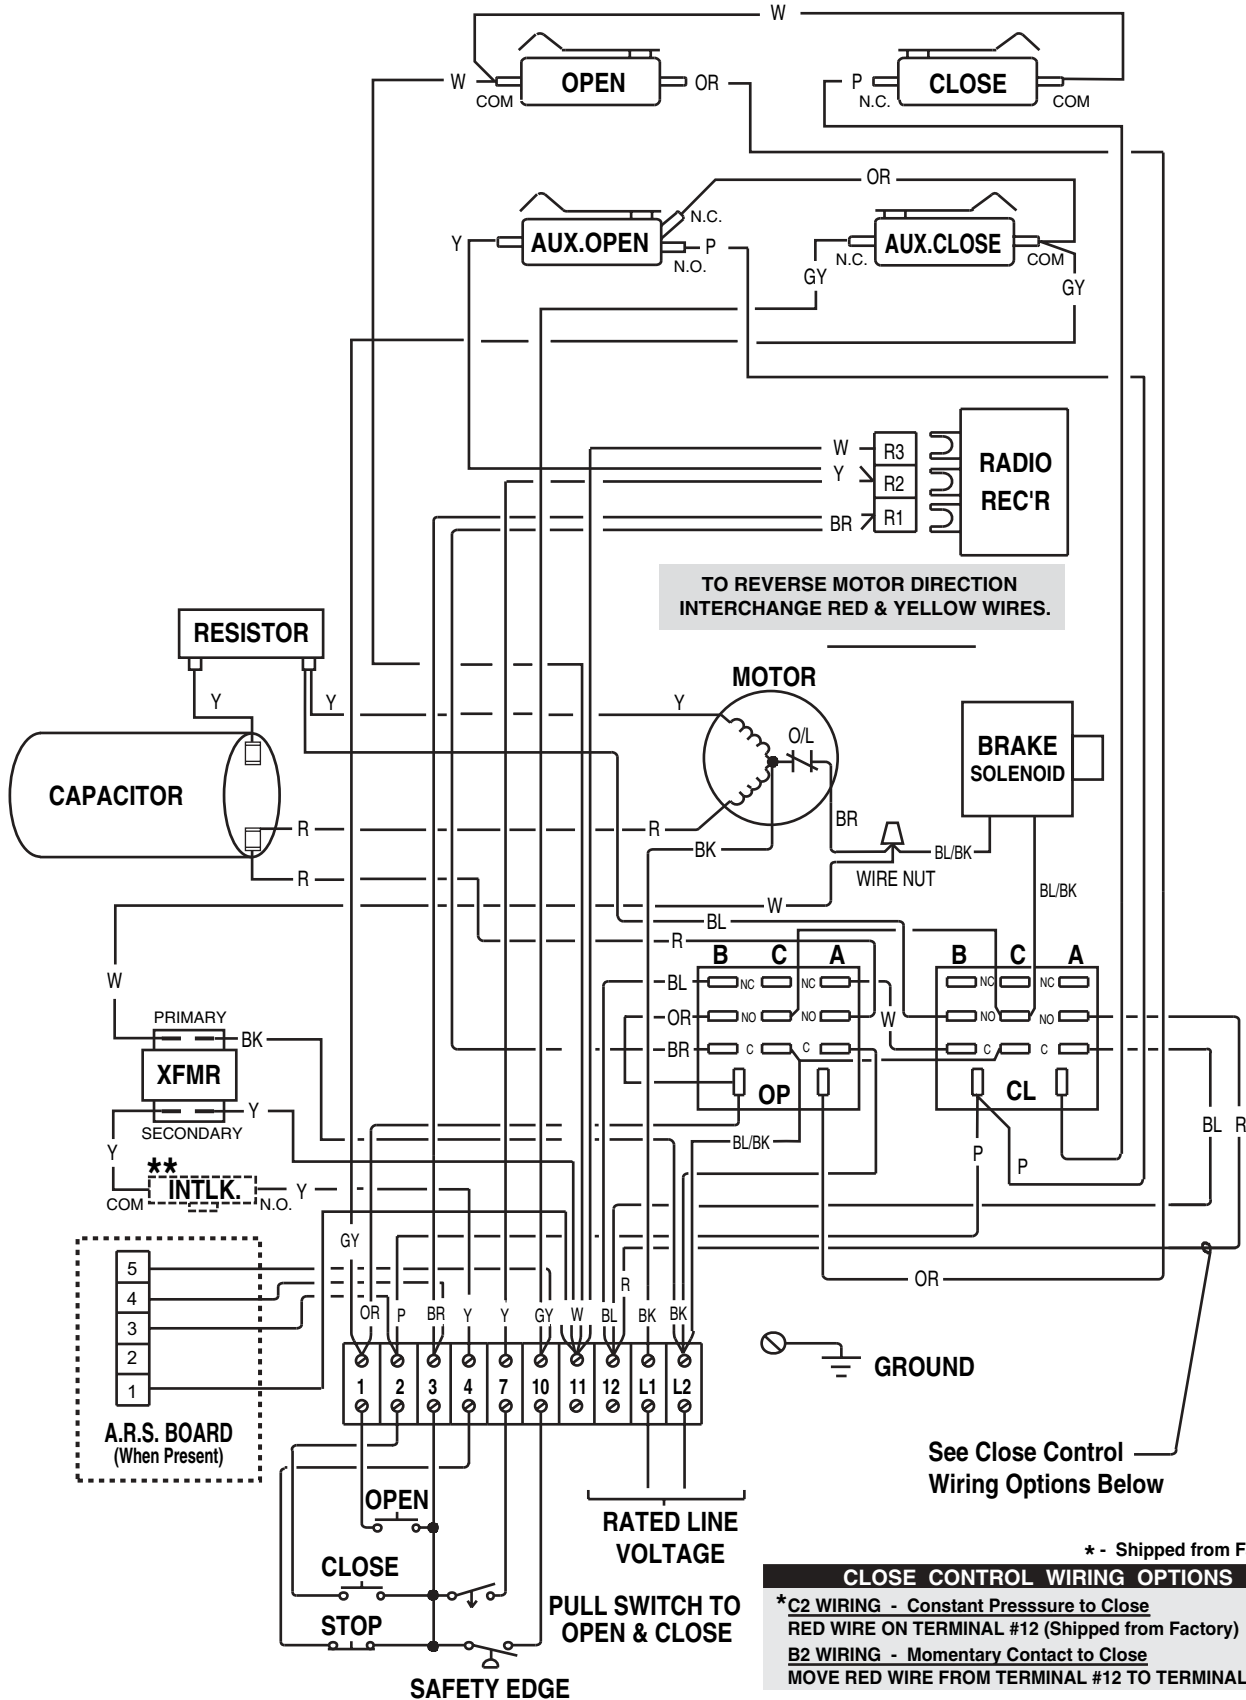 W
W
COM
OPEN
OR
P
N.C.
CLOSE
COM
OR
Y
AUX.OPEN
N.C.
P
N.O.
GY
N.C.
AUX.CLOSE
COM
GY
W
Y
BR
R3
R2
R1
RADIO
REC'R
TO REVERSE MOTOR DIRECTION
INTERCHANGE RED & YELLOW WIRES.
RESISTOR
Y
Y
Y
MOTOR
O/L
BRAKE
SOLENOID
CAPACITOR
R
R
BR
BK
BL/BK
WIRE NUT
R
W
BL
R
BL/BK
W
B C A
B C A
BL
NC
NC
NC
NC
OR
NO
NO
W
NO
NO
BR
C
C
C
C
OP
CL
PRIMARY
BK
XFMR
Y
SECONDARY
Y
BL/BK
P
P
BL
R
**
INTLK.
COM
N.O.
Y
GY
5
4
3
2
1
A.R.S. BOARD
(When Present)
OR
P
BR
Y
Y
GY
W
BL
R
BK
BK
OR
1 2 3 4 7 10 11 12 L1 L2
GROUND
See Close Control
Wiring Options Below
OPEN
CLOSE
STOP
RATED LINE
VOLTAGE
PULL SWITCH TO
OPEN & CLOSE
SAFETY EDGE
* - Shipped from F
CLOSE CONTROL WIRING OPTIONS
*C2 WIRING - Constant Presssure to Close
RED WIRE ON TERMINAL #12 (Shipped from Factory)
B2 WIRING - Momentary Contact to Close
MOVE RED WIRE FROM TERMINAL #12 TO TERMINAL